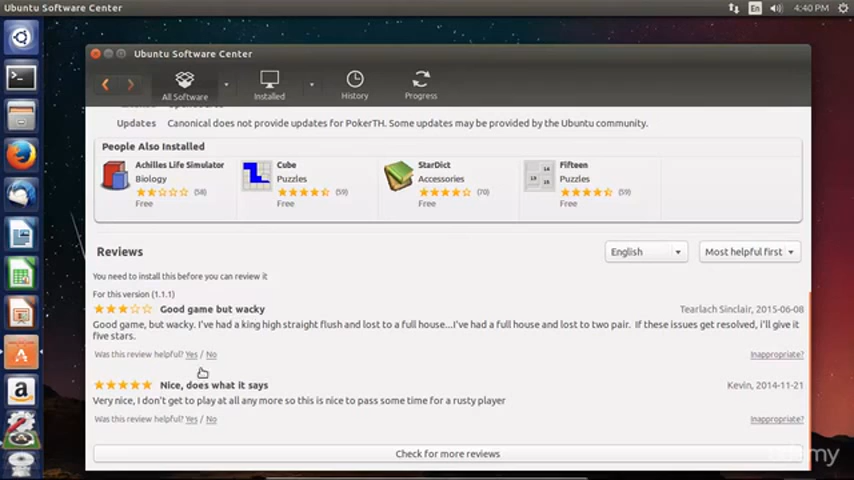 Ubuntu Software Center
En
4:40 PM
Ubuntu Software Center
All Software
Installed
History
Progress
Updates Canonical does not provide updates for PokerTH. Some updates may be provided by the Ubuntu community.
People Also Installed
Achilles Life Simulator
Biology
(58)
Free
Cube
Puzzles
(59)
Free
StarDict
Accessories
(70)
Free
Fifteen
Puzzles
(59)
Free
Reviews
English
Most helpful first
You need to install this before you can review it
For this version (1.1.1)
Good game but wacky
Tearlach Sinclair, 2015-06-08
Good game, but wacky. I've had a king high straight flush and lost to a full house...I've had a full house and lost to two pair. If these issues get resolved, i'll give it
five stars.
Was this review helpful? Yes / No
Inappropriate?
Nice, does what it says
Kevin, 2014-11-21
Very nice, I don't get to play at all any more so this is nice to pass some time for a rusty player
Was this review helpful? Yes / No
Inappropriate?
Check for more reviews